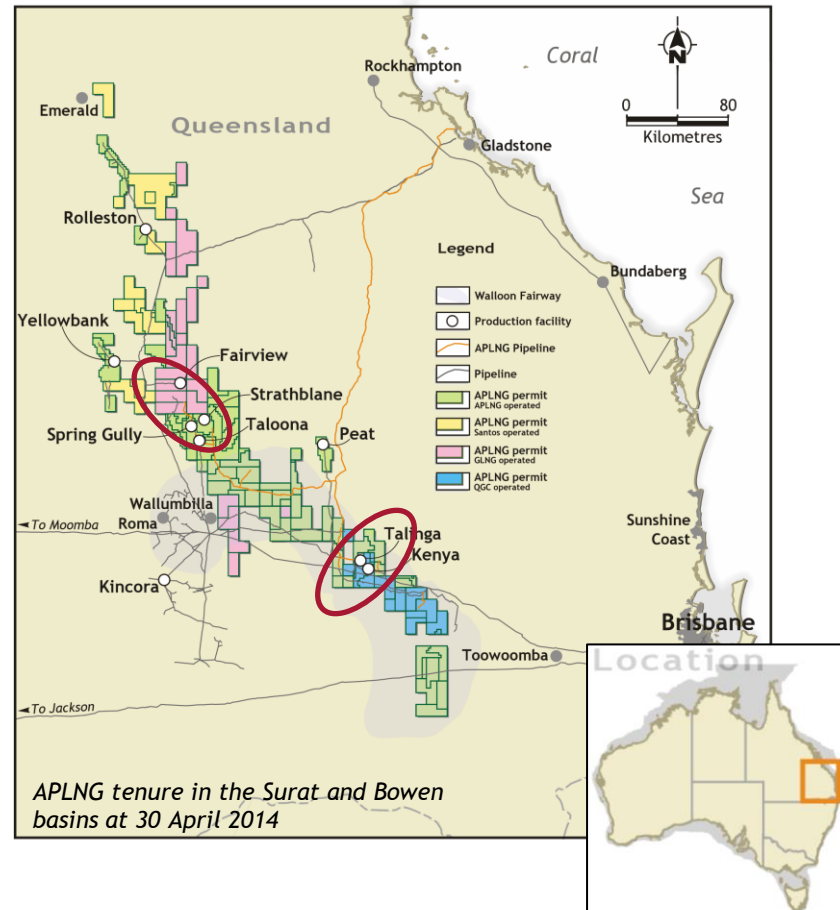 Coral
Rockhampton
N
0 80
Kilometres
Emerald
Queensland
Gladstone
Sea
Rolleston
Legend
Bundaberg
Walloon Fairway
Production facility
APLNG Pipeline
Pipeline
APLNG permit
APLNG operated
APLNG permit
Santos operated
APLNG permit
GLNG operated
APLNG permit
QGC operated
Yellowbank
Fairview
Strathblane
Spring Gully
Taloona
Peat
Wallumbilla
Roma
To Moomba
Talinga
Kenya
Sunshine
Coast
Kincora
Brisbane
Toowoomba
To Jackson
Location
APLNG tenure in the Surat and Bowen
basins at 30 April 2014